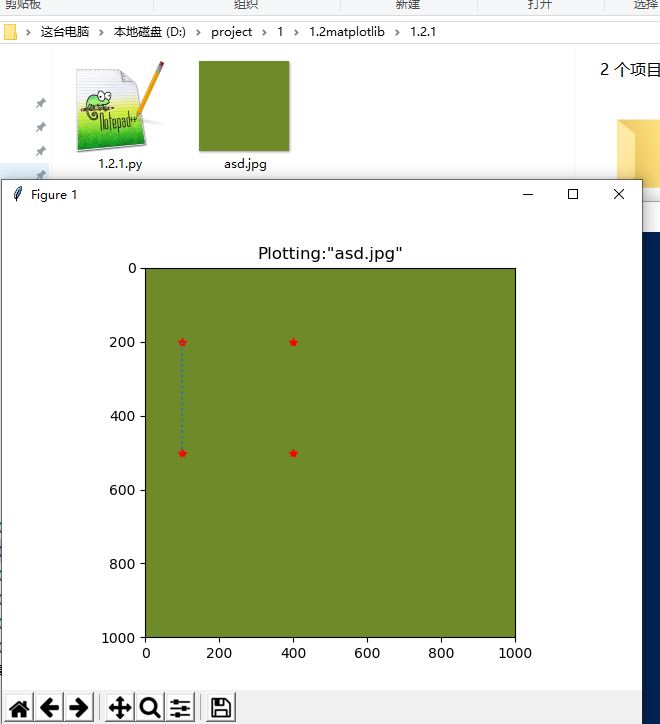 剪贴板 组织 新建 打开 选择
这台电脑 本地磁盘 (D:) project 1 1.2matplotlib 1.2.1
2 个项目
Notepad++
1.2.1.py asd.jpg
Figure 1
Plotting:"asd.jpg"
0
200
400
600
800
1000
0 200 400 600 800 1000